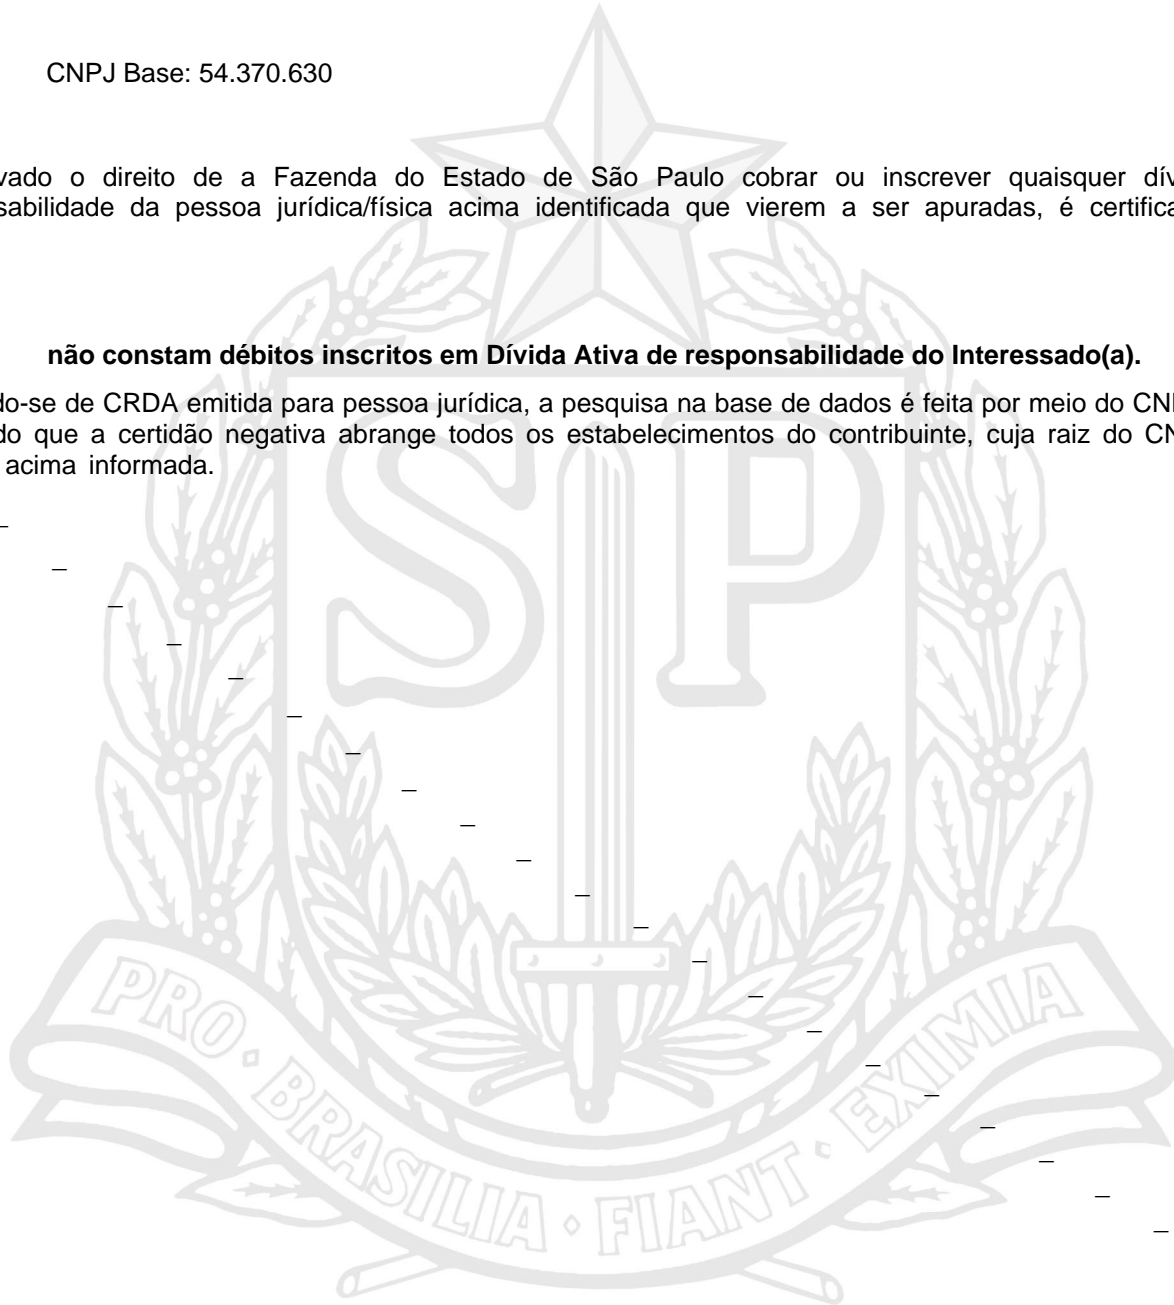 CNPJ Base: 54.370.630
vado o direito de a Fazenda do Estado de São Paulo cobrar ou inscrever quaisquer dív
sabilidade da pessoa jurídica/física acima identificada que vierem a ser apuradas, é certifica
não constam débitos inscritos em Dívida Ativa de responsabilidade do Interessado(a).
do-se de CRDA emitida para pessoa jurídica, a pesquisa na base de dados é feita por meio do CN
do que a certidão negativa abrange todos os estabelecimentos do contribuinte, cuja raiz do CN
acima informada.
SP
PRO • BRASILIA • FIANT • EXIMIA